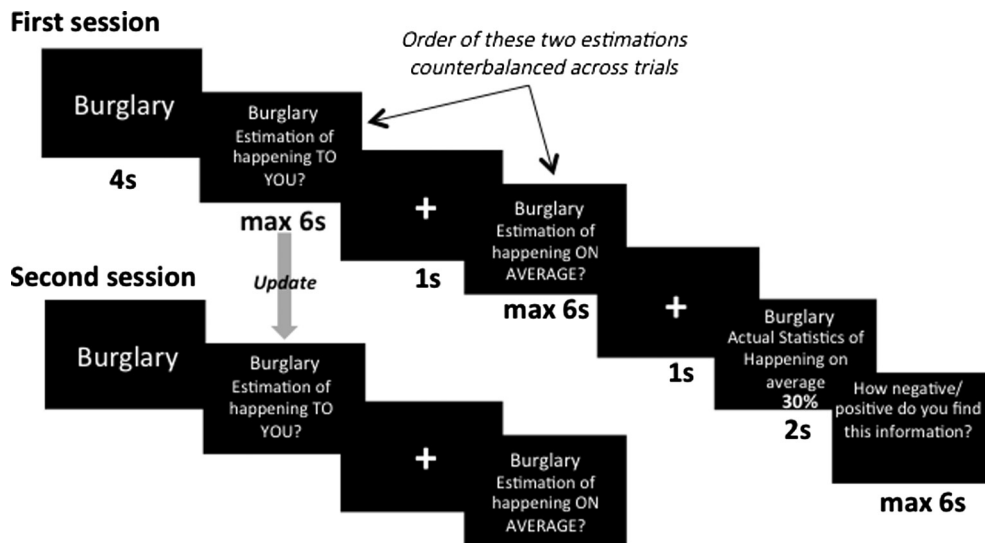 First session
Order of these two estimations
counterbalanced across trials
Burglary
4s
Burglary
Estimation of
happening TO
YOU?
max 6s
+
1s
Burglary
Estimation of
happening ON
AVERAGE?
max 6s
+
1s
Burglary
Actual Statistics of
Happening on
average
30%
2s
How negative/
positive do you find
this information?
max 6s
Update
Second session
Burglary
Burglary
Estimation of
happening TO
YOU?
+
Burglary
Estimation of
happening ON
AVERAGE?